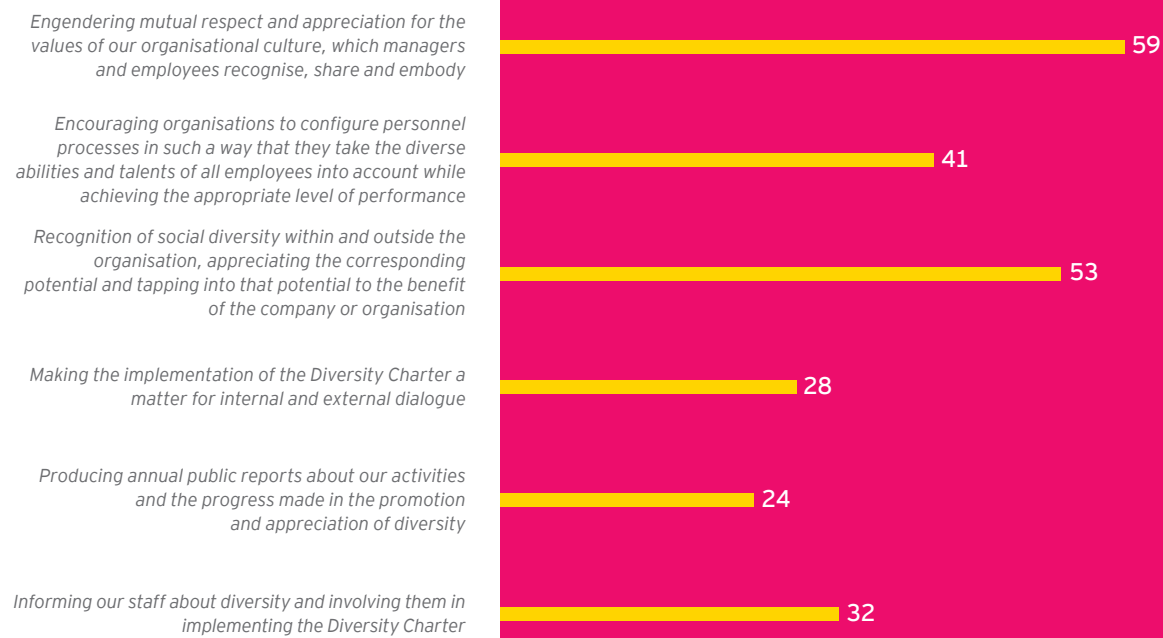 Engendering mutual respect and appreciation for the
values of our organisational culture, which managers
and employees recognise, share and embody
59
Encouraging organisations to configure personnel
processes in such a way that they take the diverse
abilities and talents of all employees into account while
achieving the appropriate level of performance
41
Recognition of social diversity within and outside the
organisation, appreciating the corresponding
potential and tapping into that potential to the benefit
of the company or organisation
53
Making the implementation of the Diversity Charter a
matter for internal and external dialogue
28
Producing annual public reports about our activities
and the progress made in the promotion
and appreciation of diversity
24
Informing our staff about diversity and involving them in
implementing the Diversity Charter
32